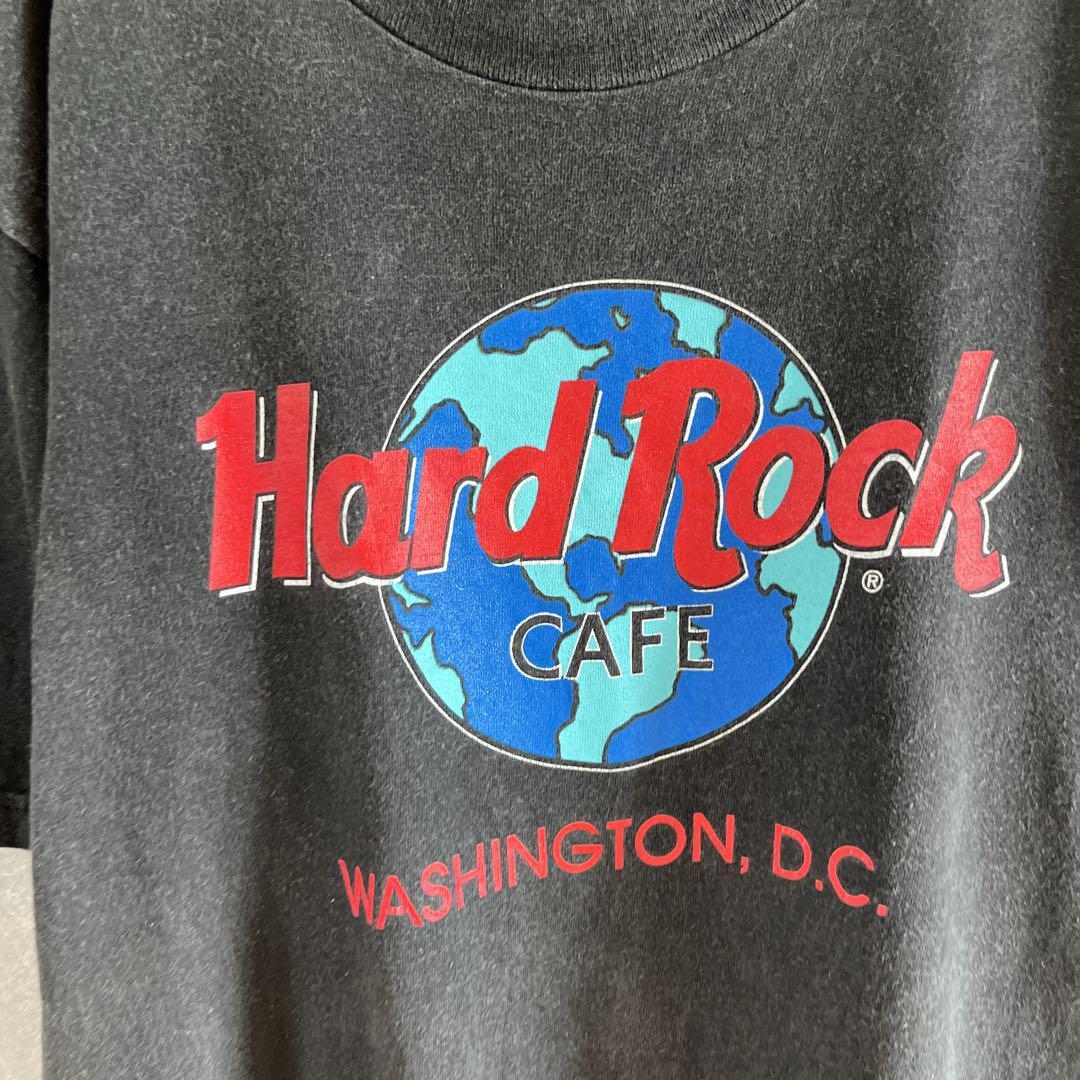 Hard Rock
®
CAFE
WASHINGTON, D.C.